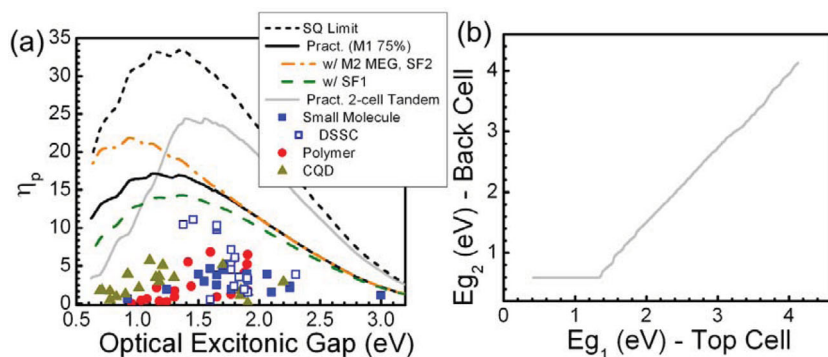 (a)
SQ Limit
Pract. (M1 75%)
w/ M2 MEG, SF2
w/ SF1
Pract. 2-cell Tandem
Small Molecule
DSSC
Polymer
CQD
35
30
25
20
15
10
5
0
ηp
0.5 1.0 1.5 2.0 2.5 3.0
Optical Excitonic Gap (eV)
(b)
4
3
2
1
Eg2 (eV) - Back Cell
0 1 2 3 4
Eg1 (eV) - Top Cell